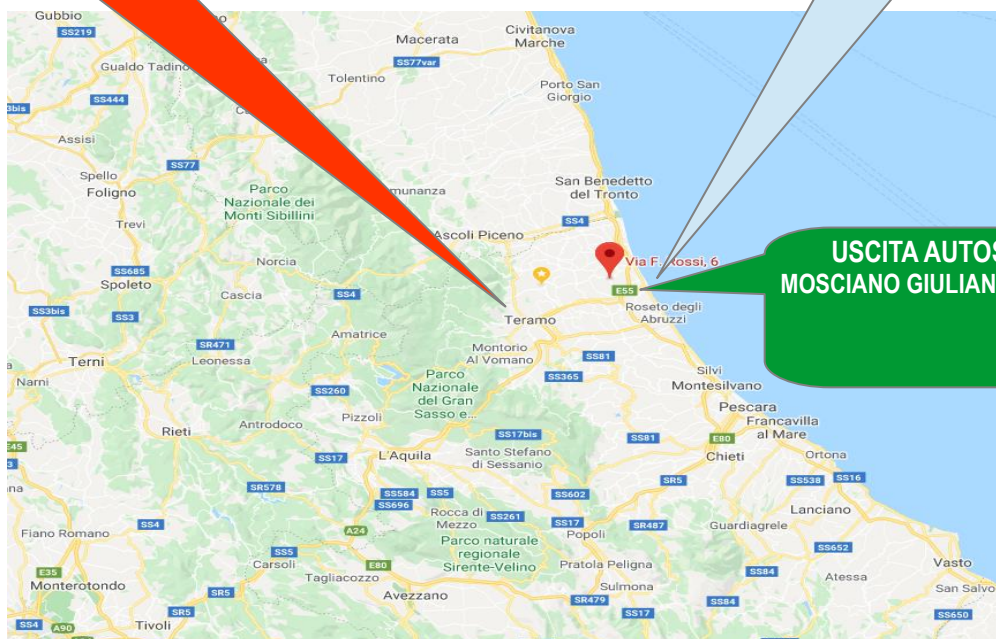 Gubbio
SS219
Macerata
Civitanova
Marche
SS77var
Gualdo Tadino
Tolentino
Porto San
Giorgio
3bis
SS444
Assisi
SS77
Spello
Foligno
Parco
Nazionale dei
Monti Sibillini
San Benedetto
del Tronto
Trevi
SS4
Ascoli Piceno
Norcia
Via F. Rossi, 6
USCITA AUTOS
MOSCIANO GIULIAN
SS685
Spoleto
Cascia
SS4
E55
SS3bis
SS3
Teramo
Roseto degli
Abruzzi
Amatrice
SR471
Leonessa
Montorio
Al Vomano
SS81
Terni
Narni
Parco
Nazionale
del Gran
Sasso e...
SS365
Silvi
Montesilvano
SS260
Pizzoli
Antrodoco
Rieti
Pescara
Francavilla
al Mare
SS17bis
SS81
E80
E45
SS17
L'Aquila
Santo Stefano
di Sessanio
Chieti
Ortona
SR578
SS584
SS5
SS696
SR5
SS538
SS16
SS602
Lanciano
Rocca di
Mezzo
SS261
SS17
Popoli
SR487
Guardiagrele
Fiano Romano
SS4
A24
Parco naturale
regionale
Sirente-Velino
SS652
SS5
Carsoli
E80
Pratola Peligna
Vasto
E35
Monterotondo
Tagliacozzo
SS84
Atessa
Avezzano
Sulmona
San Salvo
SR5
SR479
SS84
SR5
SS17
SS650
SS4
A90
Tivoli